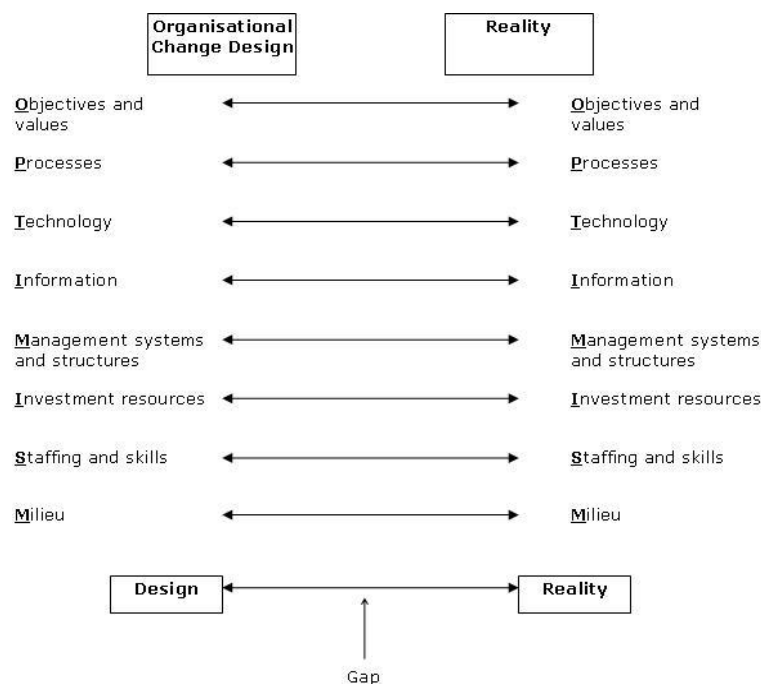 Organisational
Change Design
Reality
Objectives and
values
Objectives and
values
Processes
Processes
Technology
Technology
Information
Information
Management systems
and structures
Management systems
and structures
Investment resources
Investment resources
Staffing and skills
Staffing and skills
Milieu
Milieu
Design
Reality
Gap